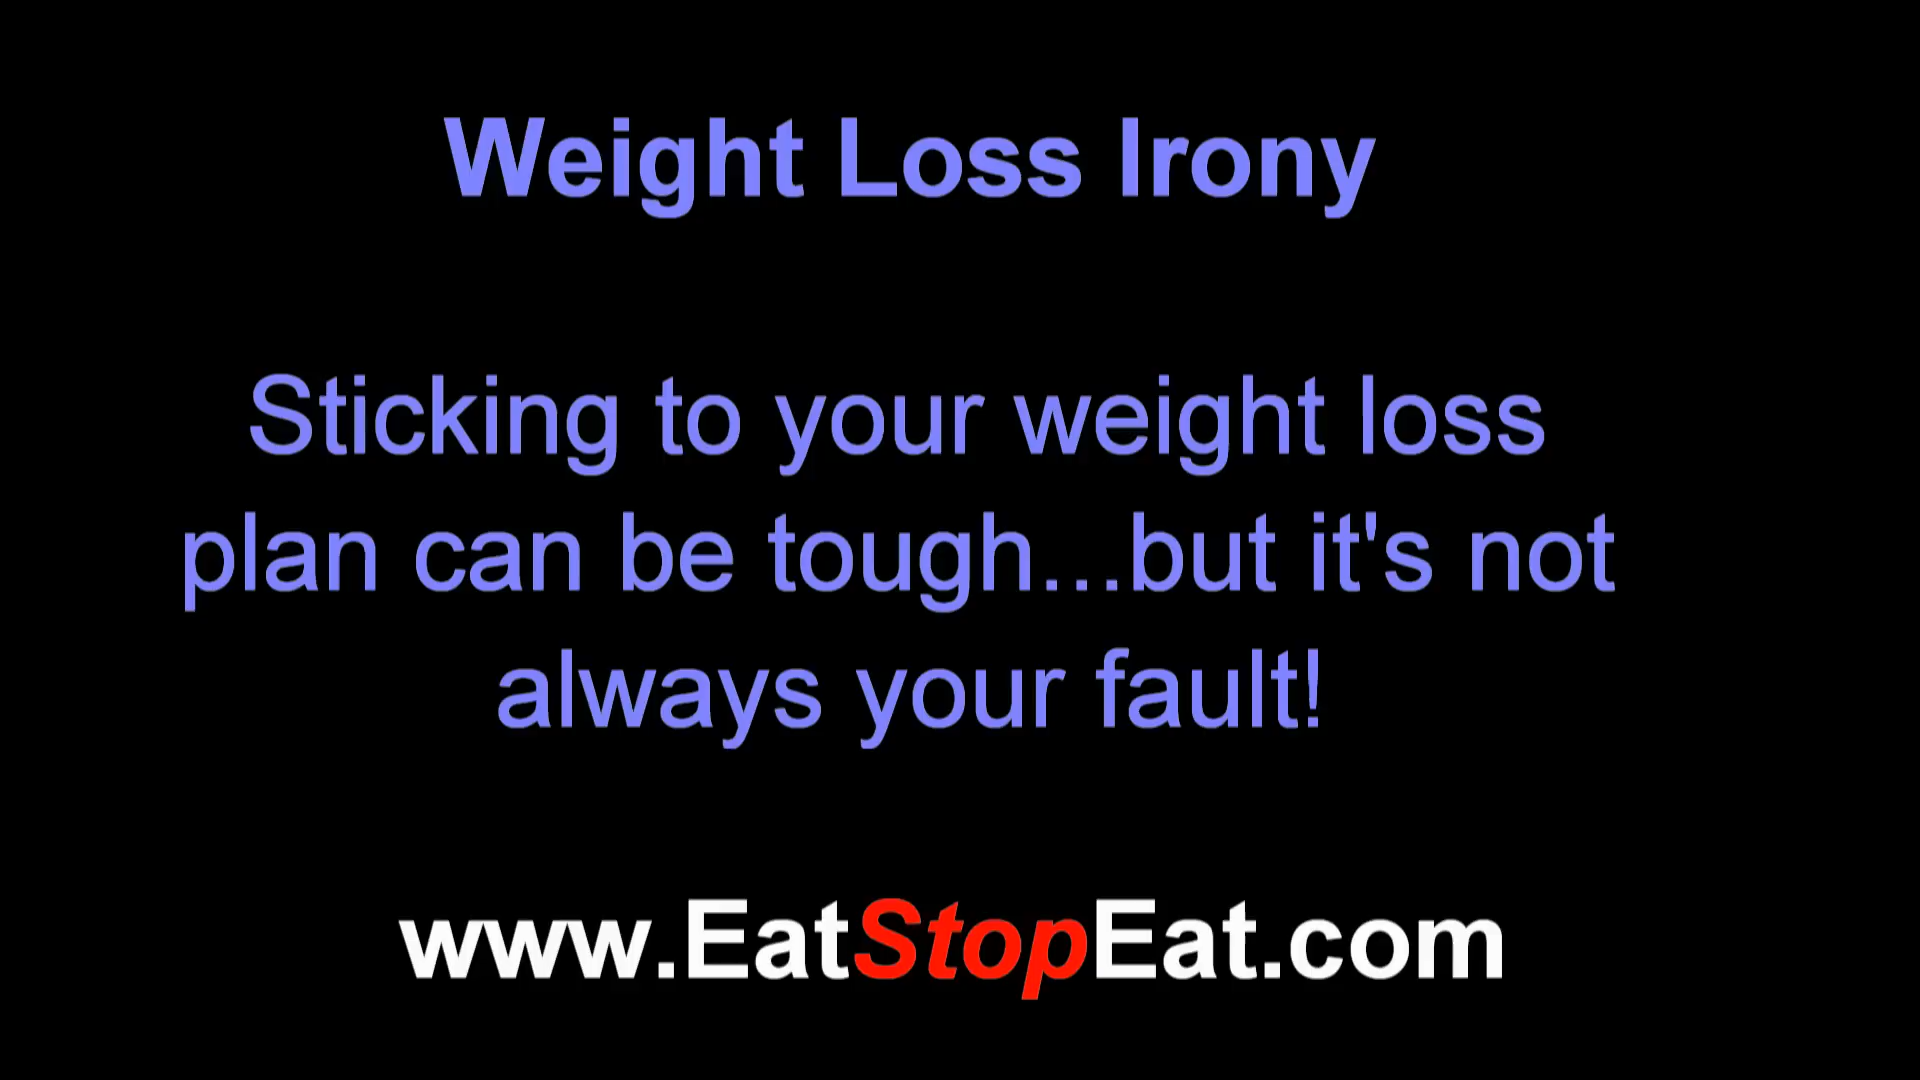 Weight Loss Irony
Sticking to your weight loss
plan can be tough...but it's not
always your fault!
www.EatStopEat.com